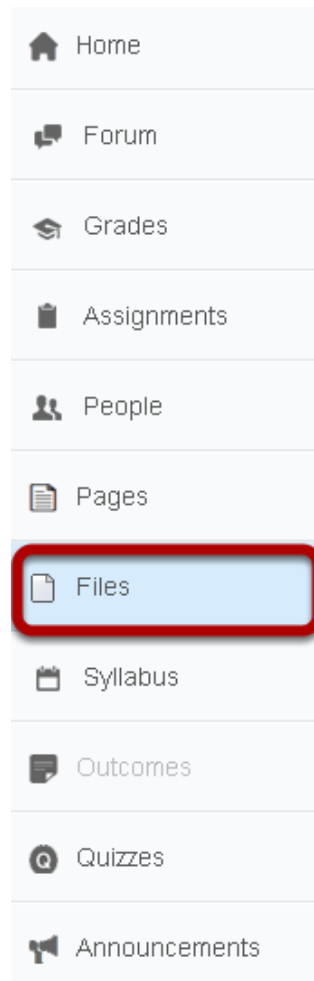 Home
Forum
Grades
Assignments
People
Pages
Files
Syllabus
Outcomes
Quizzes
Announcements